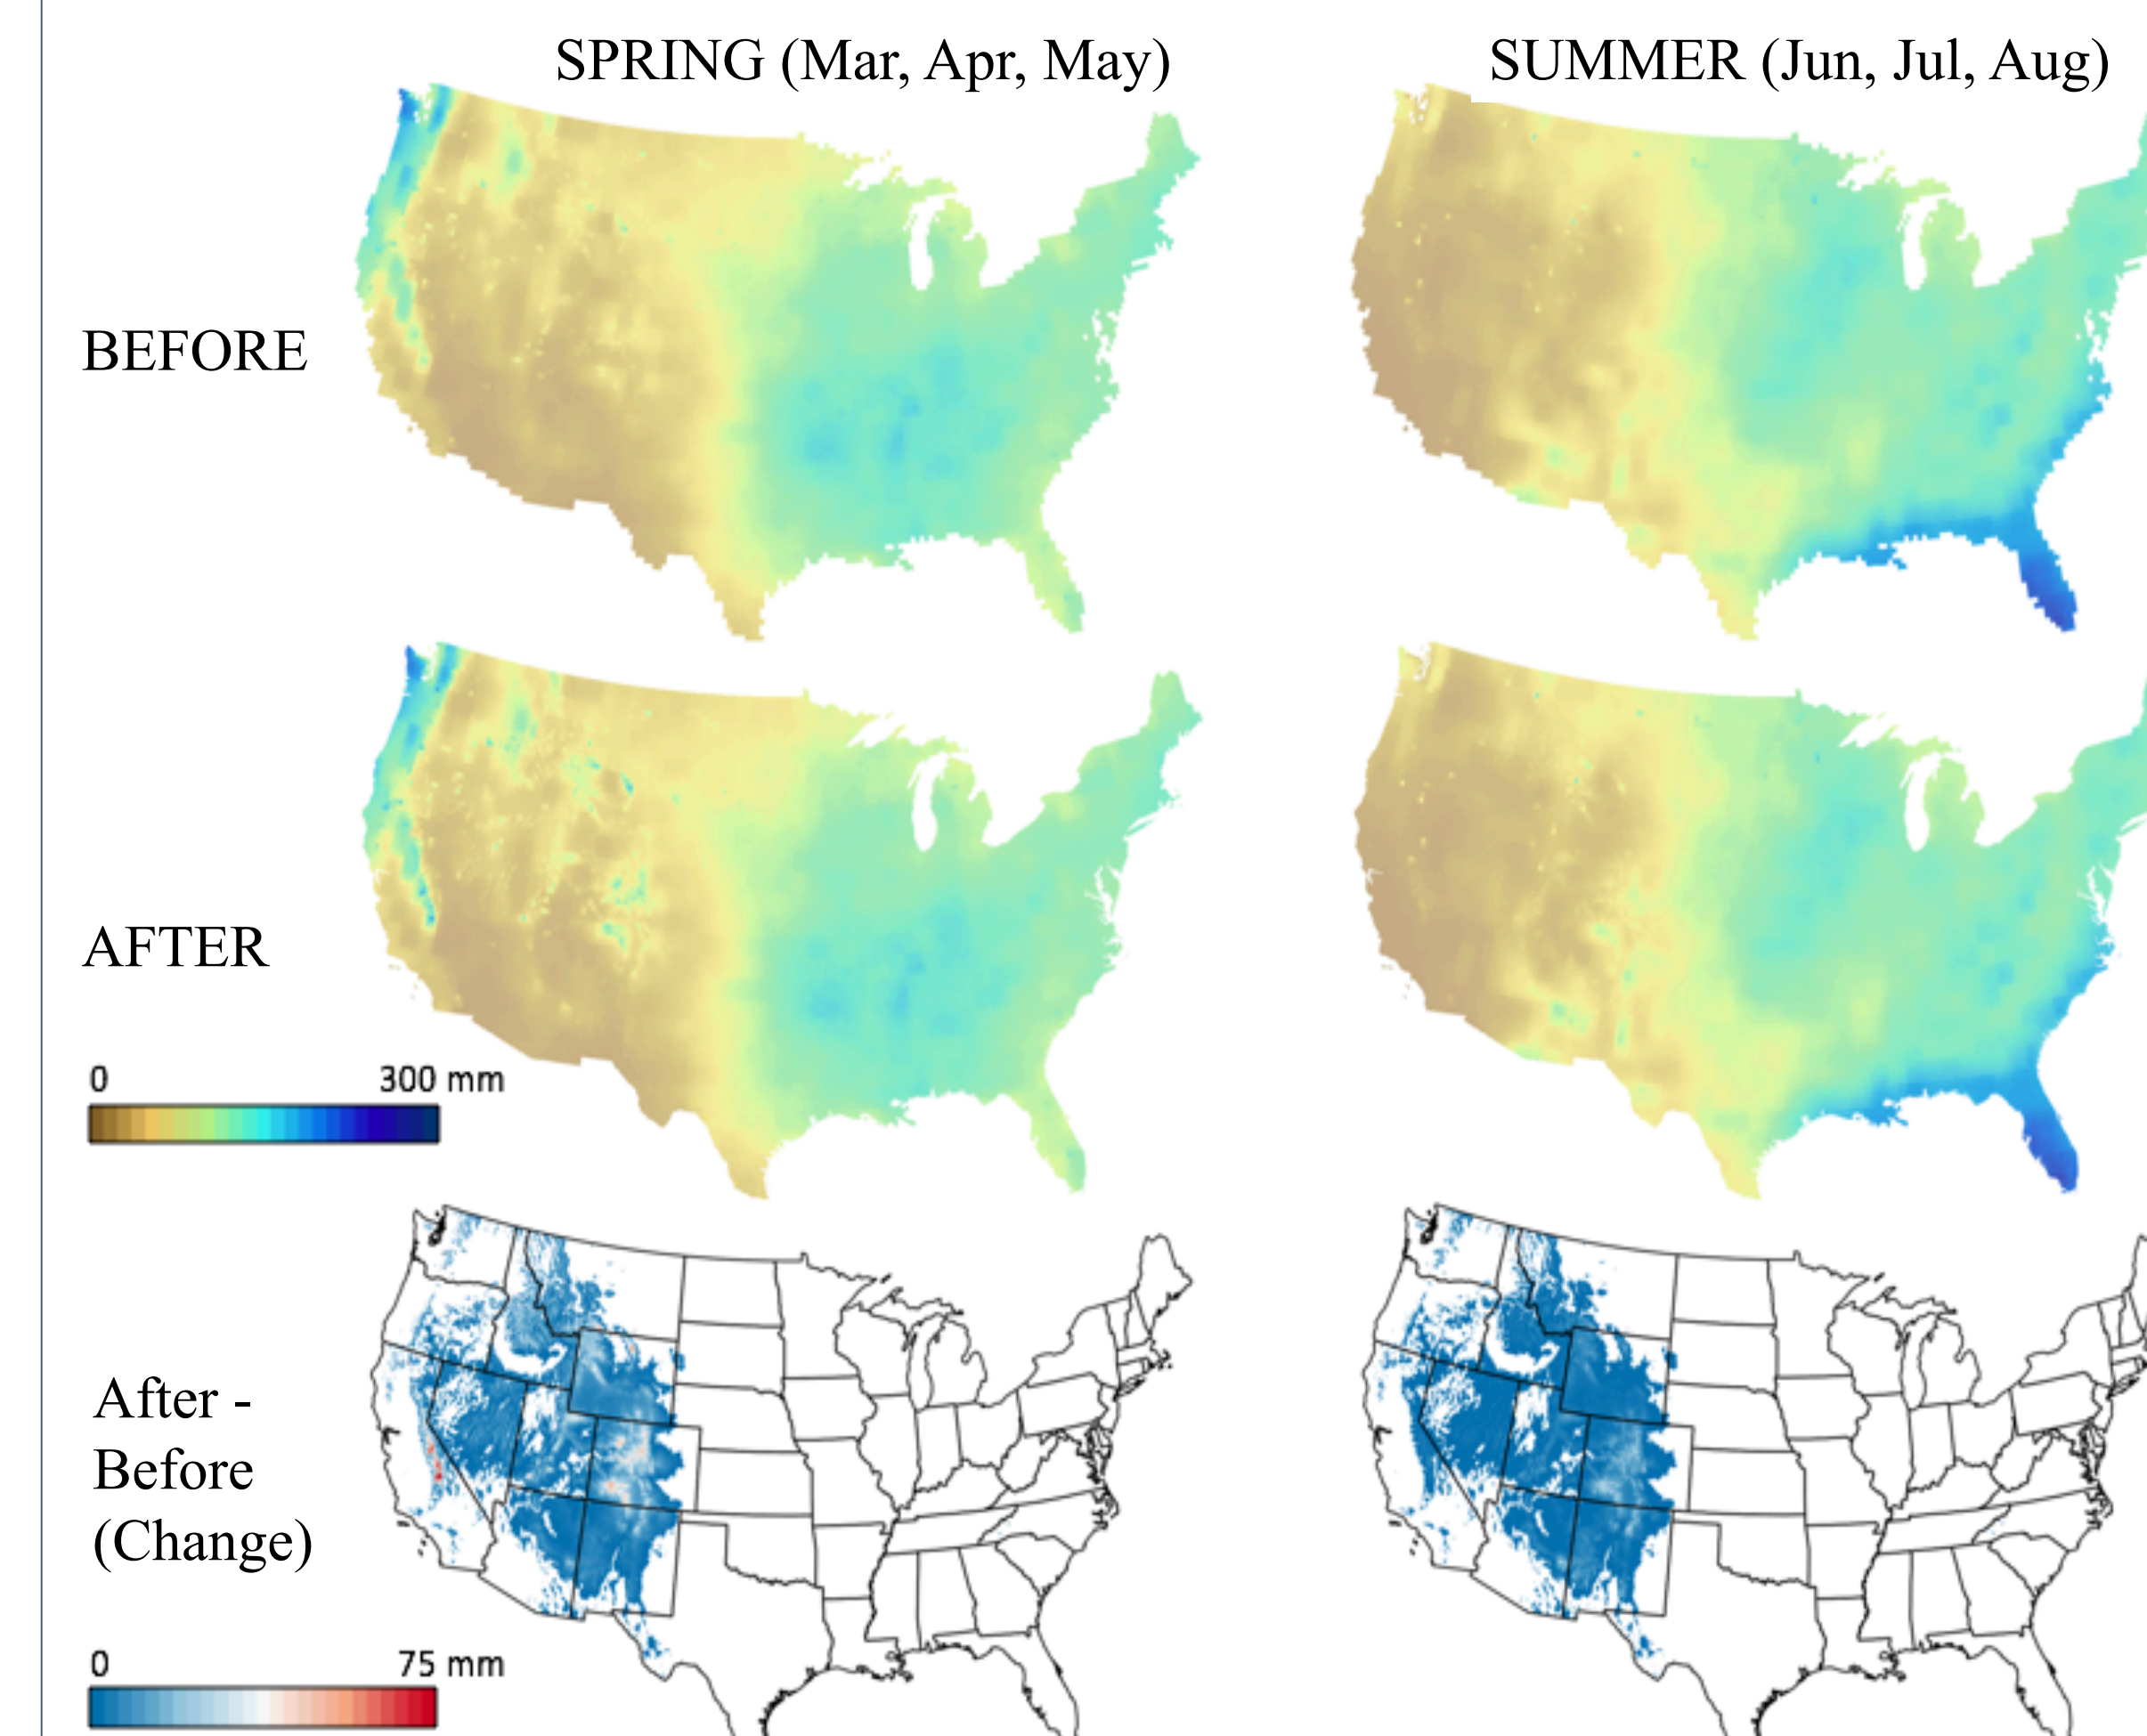 SPRING (Mar, Apr, May)
SUMMER (Jun, Jul, Aug)
BEFORE
AFTER
0 300 mm
After -
Before
(Change)
0 75 mm